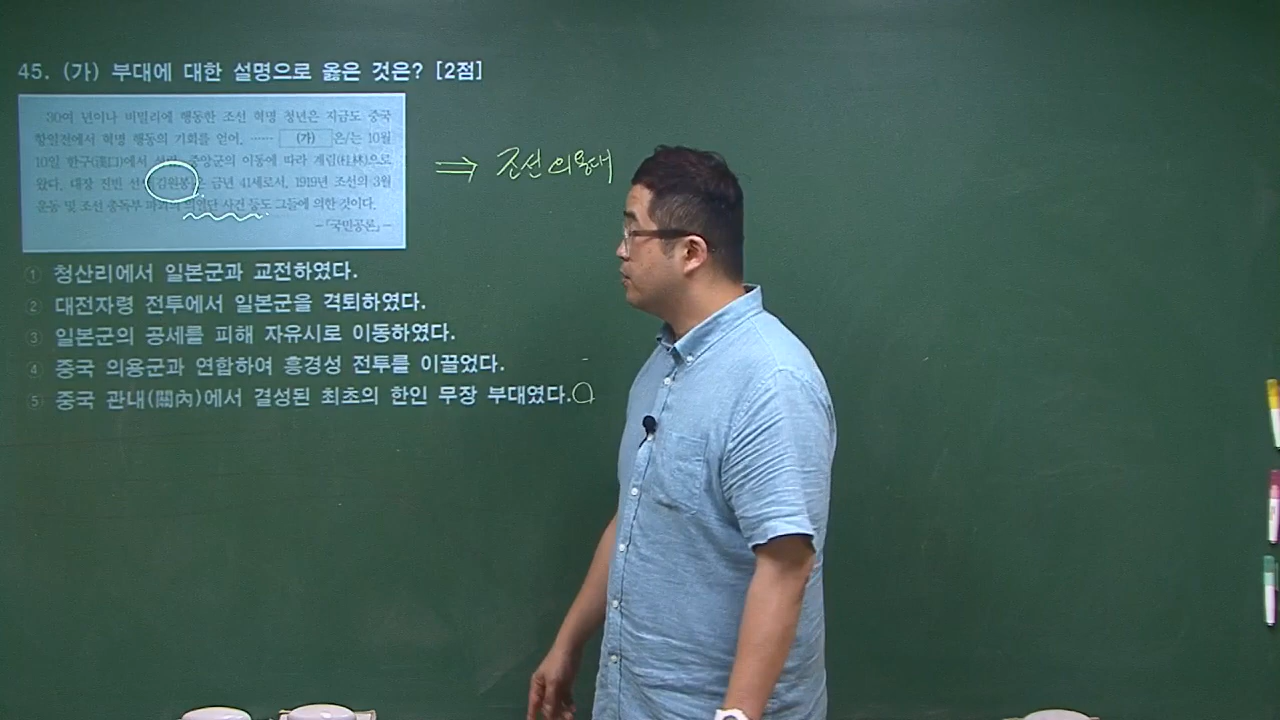 45. (가) 부대에 대한 설명으로 옳은 것은? [2점]
30여 년이나 비밀리에 행동한 조선 혁명 청년은 지금도 중국
항일전에서 혁명 행동의 기회를 얻어, …… (가) 은/는 10월
10일 한구(漢口)에서 중앙군의 이동에 따라 계림(桂林)으로
왔다. 대장 진빈 선생 김원봉은 금년 41세로서, 1919년 조선의 3월
운동 및 조선 총독부 파괴의 의열단 사건 등도 그들에 의한 것이다.
-「국민공론」-
⇒ 조선의용대
① 청산리에서 일본군과 교전하였다.
② 대전자령 전투에서 일본군을 격퇴하였다.
③ 일본군의 공세를 피해 자유시로 이동하였다.
④ 중국 의용군과 연합하여 흥경성 전투를 이끌었다.
⑤ 중국 관내(關內)에서 결성된 최초의 한인 무장 부대였다.